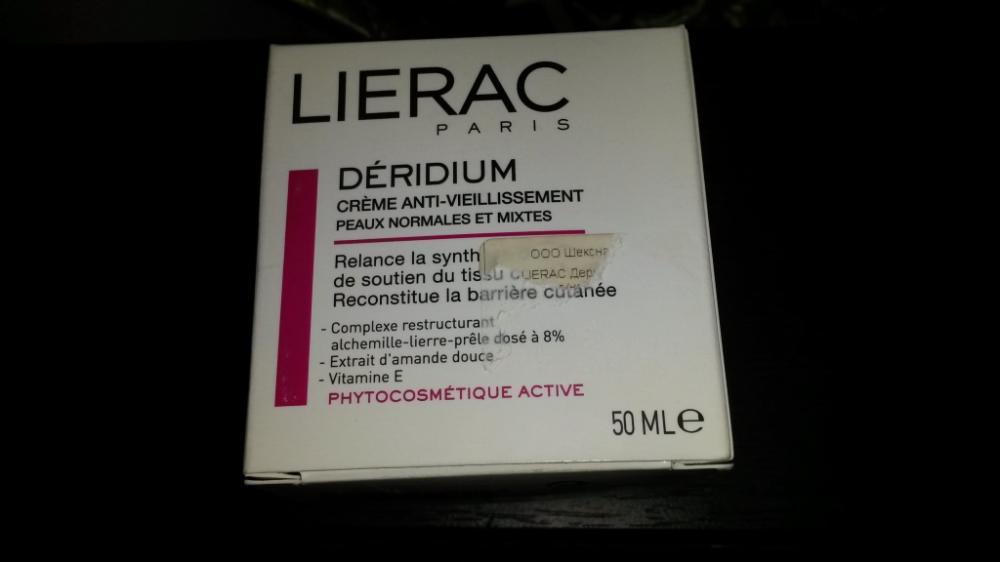 LIERAC
PARIS
DÉRIDIUM
CRÈME ANTI-VIEILLISSEMENT
PEAUX NORMALES ET MIXTES
Relance la synth
de soutien du tissu
Reconstitue la barrière cutanée
ООО Шексна
LIERAC Дер
- Complexe restructurant
alchemille-lierre-prêle dosé à 8%
- Extrait d'amande douce
- Vitamine E
PHYTOCOSMÉTIQUE ACTIVE
50 ML e